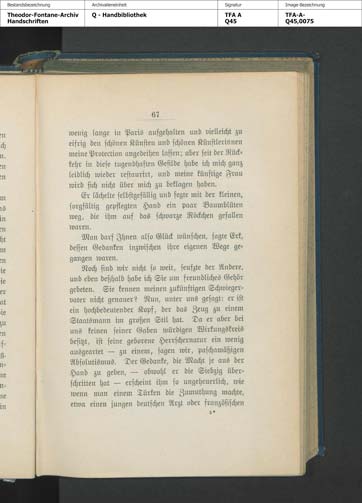 Bestandsbezeichnung
Theodor-Fontane-Archiv
Handschriften
Archivalieneinheit
Q - Handbibliothek
Signatur
TFA A
Q45
Image-Bezeichnung
TFA-A-
Q45,0075
67
wenig lange in Paris aufgehalten und vielleicht zu
eifrig den schönen Künsten und schönen Künstlerinnen
meine Protection angedeihen lassen; aber seit der Rück-
kehr in diese tugendhaften Gefilde habe ich mich ganz
leidlich wieder restaurirt, und meine künftige Frau
wird sich nicht über mich zu beklagen haben.
Er lächelte selbstgefällig und fegte mit der kleinen,
sorgfältig gepflegten Hand ein paar Baumblüten
weg, die ihm auf das schwarze Röckchen gefallen
waren.
Man darf Ihnen also Glück wünschen, sagte Erk,
dessen Gedanken inzwischen ihre eigenen Wege ge-
gangen waren.
Noch sind wir nicht so weit, seufzte der Andere,
und eben deshalb habe ich Sie um freundliches Gehör
gebeten. Sie kennen meinen zukünftigen Schwieger-
vater nicht genauer? Nun, unter uns gesagt: er ist
ein hochbedeutender Kopf, der das Zeug zu einem
Staatsmann im großen Stil hat. Da er aber bei
uns keinen seiner Gaben würdigen Wirkungskreis
besitzt, ist seine geborene Herrschernatur ein wenig
ausgeartet — zu einem, sagen wir, paschamäßigen
Absolutismus. Der Gedanke, die Macht je aus der
Hand zu geben, — obwohl er die Siebzig über-
schritten hat — erscheint ihm so ungeheuerlich, wie
wenn man einem Türken die Zumuthung machte,
etwa einen jungen deutschen Arzt oder französischen
5*